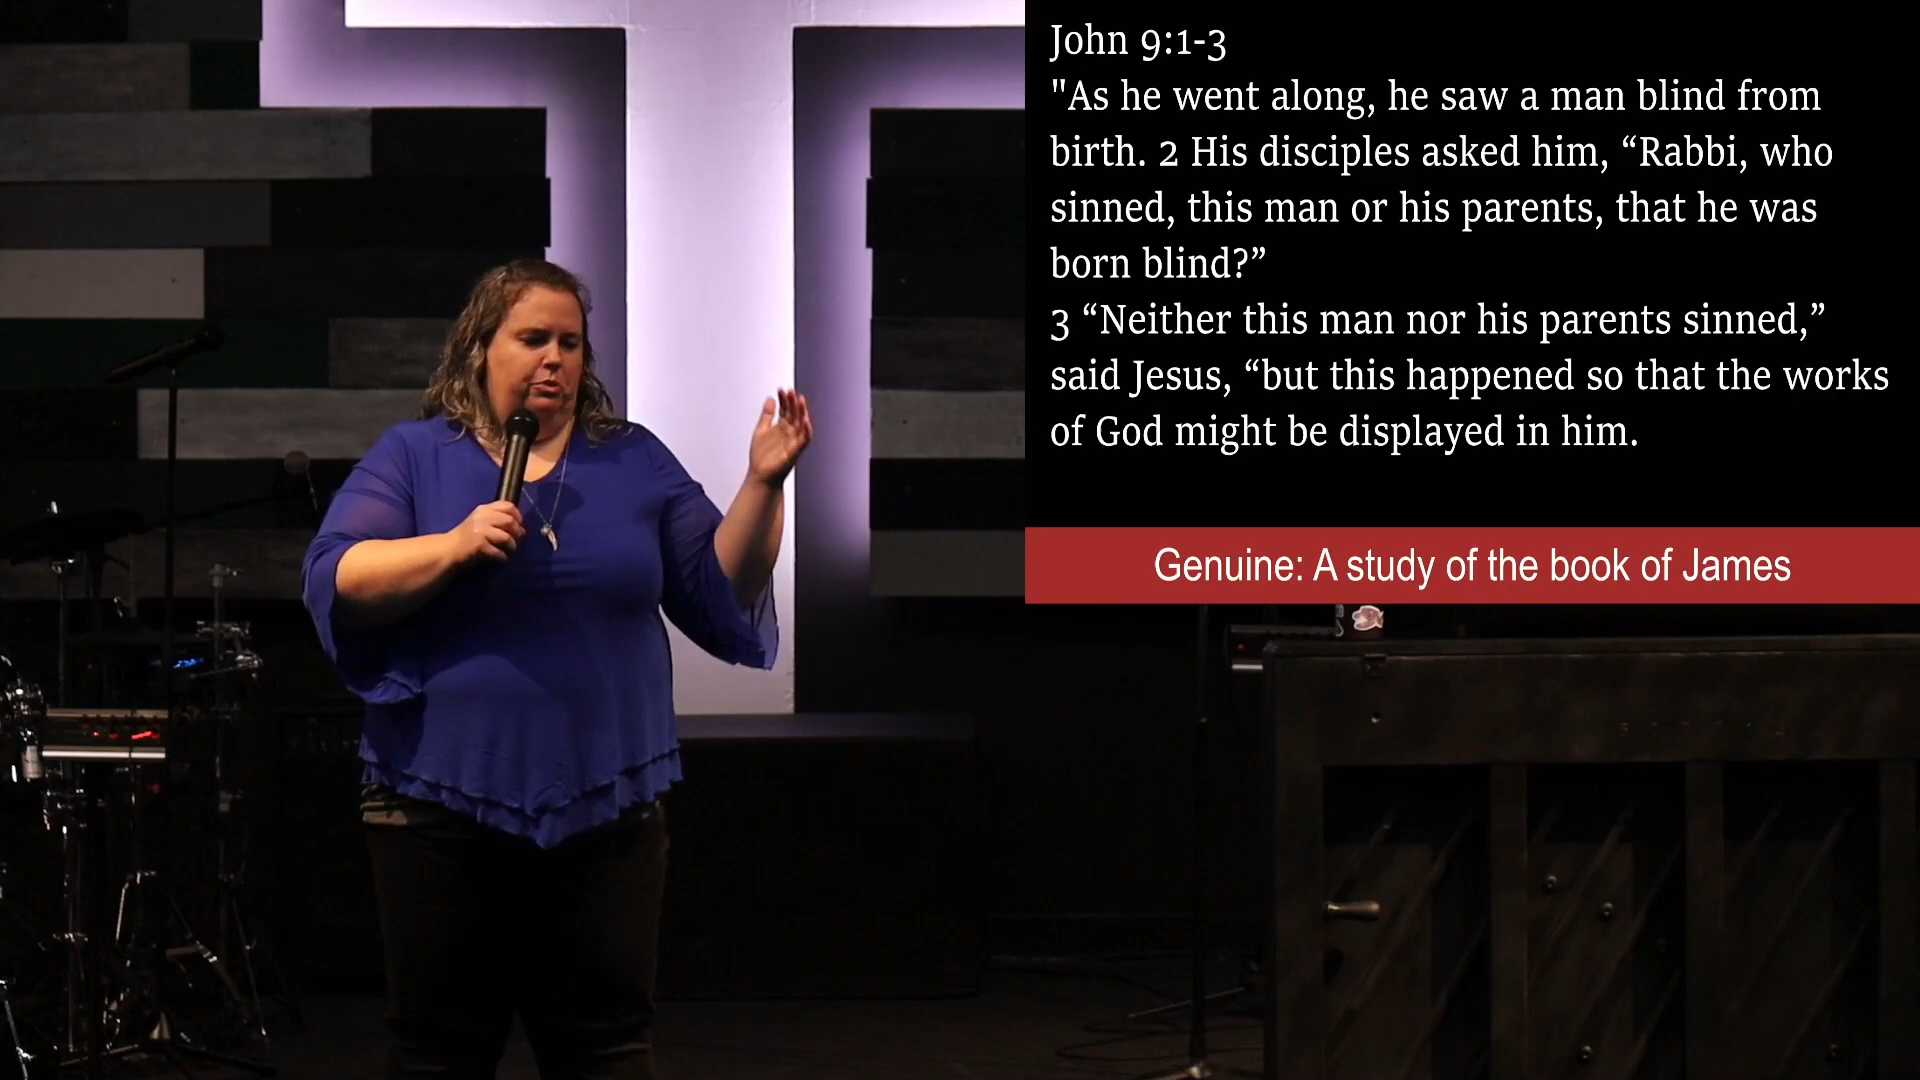 John 9:1-3
"As he went along, he saw a man blind from
birth. 2 His disciples asked him, “Rabbi, who
sinned, this man or his parents, that he was
born blind?”
3 “Neither this man nor his parents sinned,”
said Jesus, “but this happened so that the works
of God might be displayed in him.
Genuine: A study of the book of James